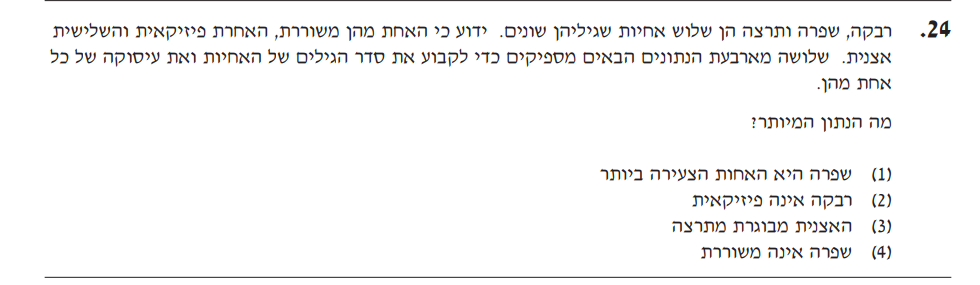 24. רבקה, שפרה ותרצה הן שלוש אחיות שגיליהן שונים. ידוע כי האחת מהן משוררת, האחרת פיזיקאית והשלישית
אצנית. שלושה מארבעת הנתונים הבאים מספיקים כדי לקבוע את סדר הגילים של האחיות ואת עיסוקה של כל
אחת מהן.
מה הנתון המיותר?
(1) שפרה היא האחות הצעירה ביותר
(2) רבקה אינה פיזיקאית
(3) האצנית מבוגרת מתרצה
(4) שפרה אינה משוררת